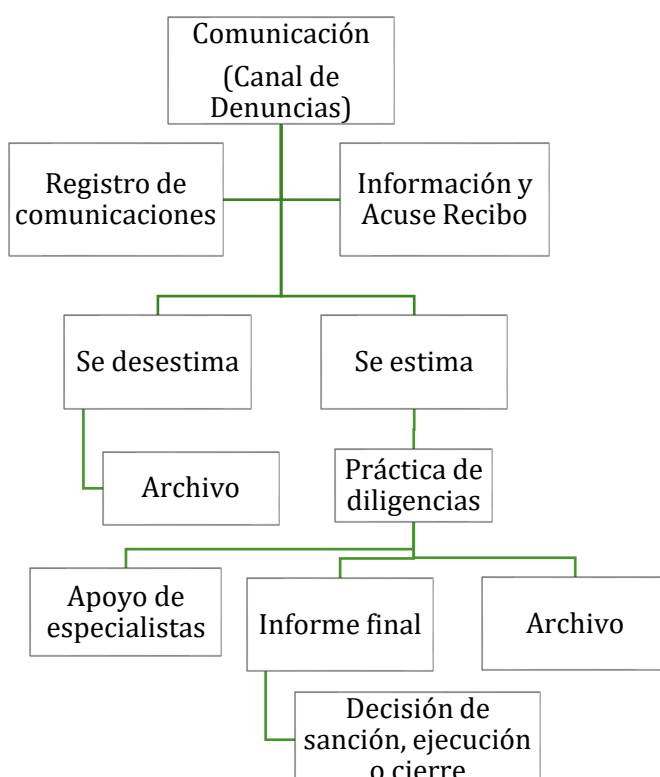 Comunicación
(Canal de
Denuncias)
Registro de
comunicaciones
Información y
Acuse Recibo
Se desestima
Se estima
Archivo
Práctica de
diligencias
Apoyo de
especialistas
Informe final
Archivo
Decisión de
sanción, ejecución
o cierre